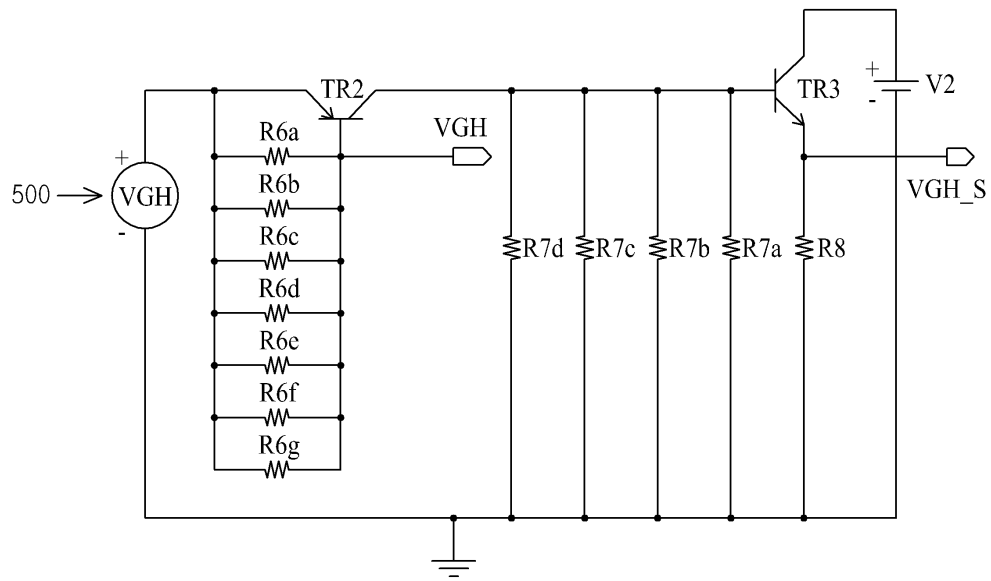 TR2
TR3
+
-
V2
VGH
R6a
R6b
R6c
R6d
R6e
R6f
R6g
500
+
VGH
-
VGH_S
R7d
R7c
R7b
R7a
R8